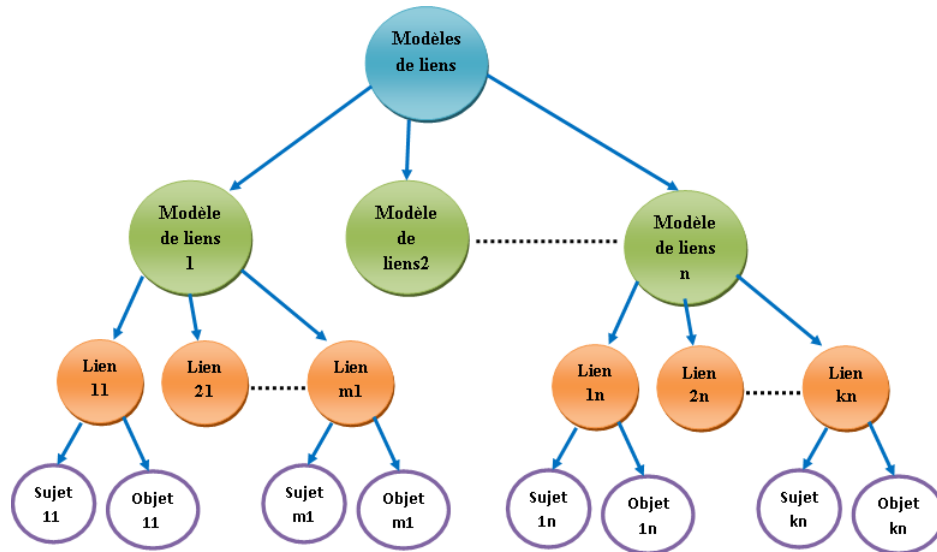 Modèles
de liens
Modèle
de liens
1
Modèle
de
liens2
Modèle
de liens
n
Lien
11
Lien
21
Lien
m1
Lien
1n
Lien
2n
Lien
kn
Sujet
11
Objet
11
Sujet
m1
Objet
m1
Sujet
1n
Objet
1n
Sujet
kn
Objet
kn